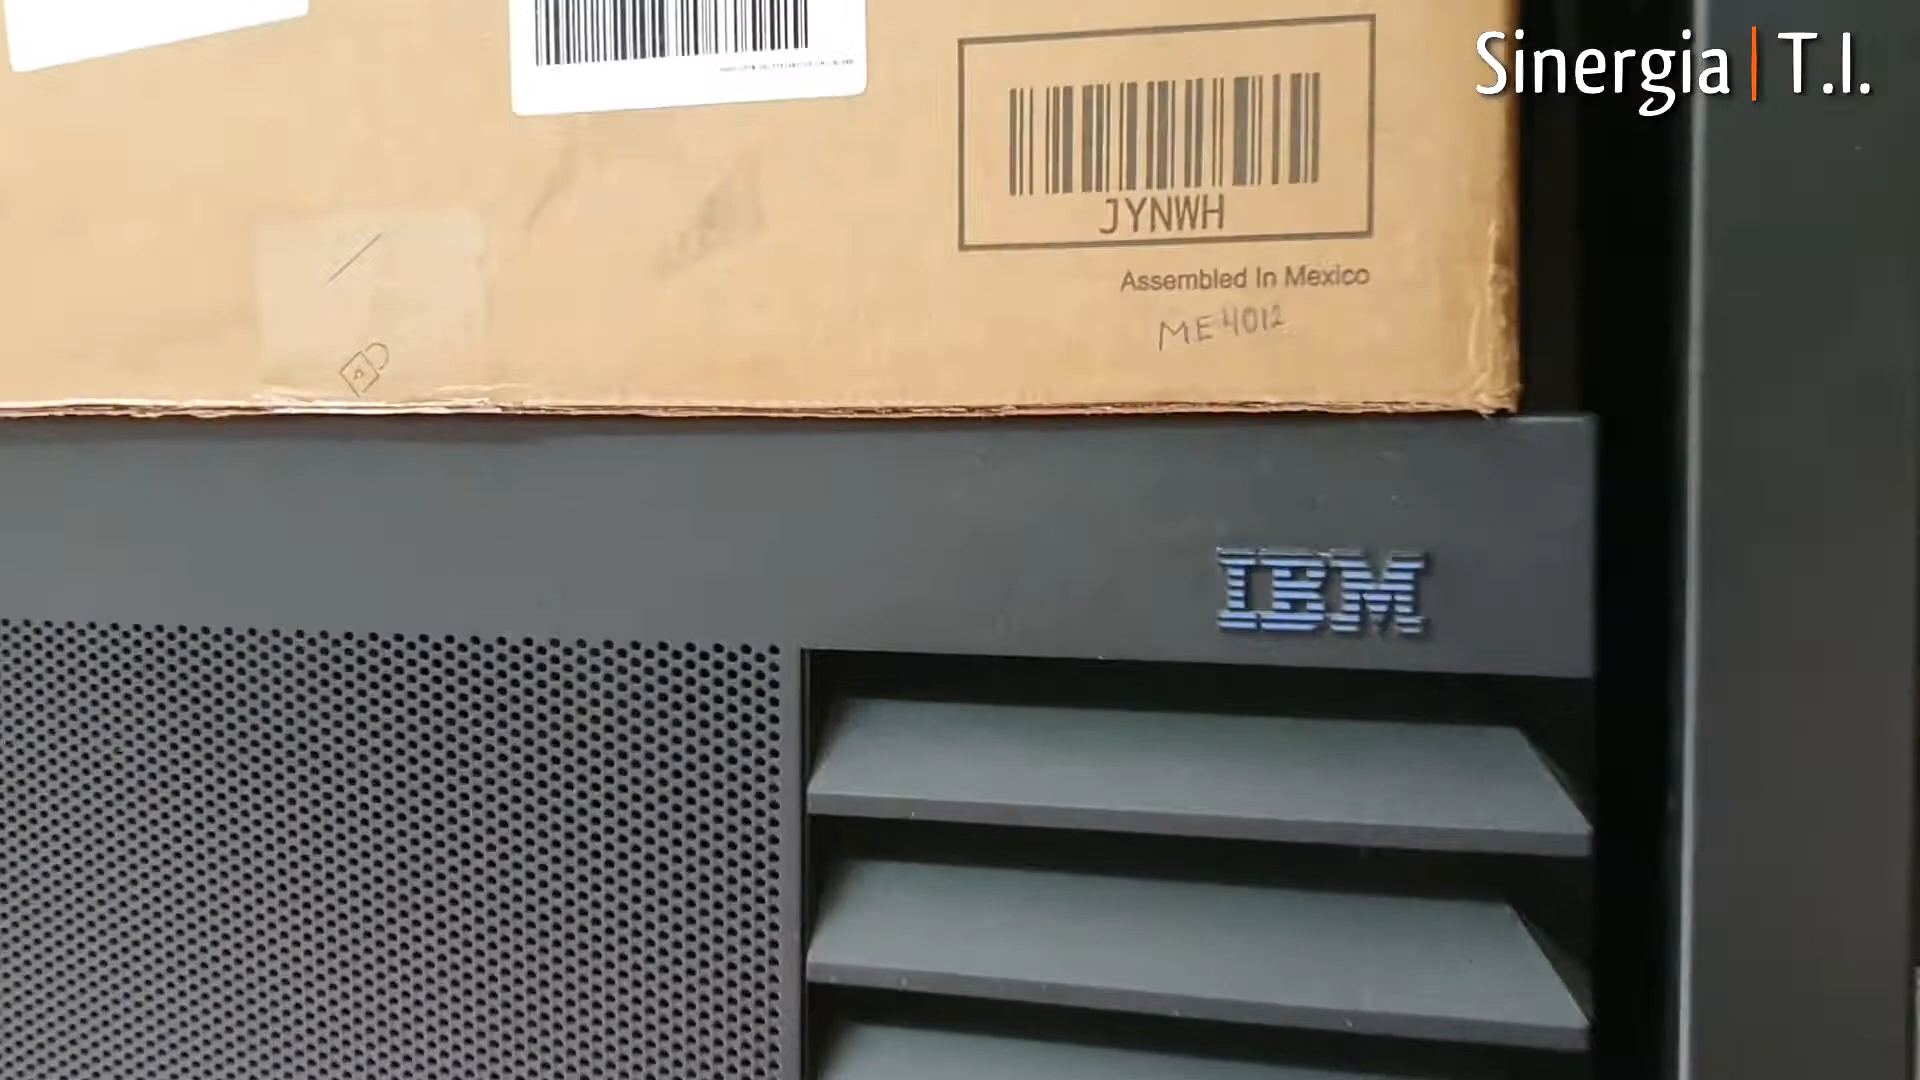 Sinergia | T.I.
JYNWH
Assembled In Mexico
ME4012
IBM